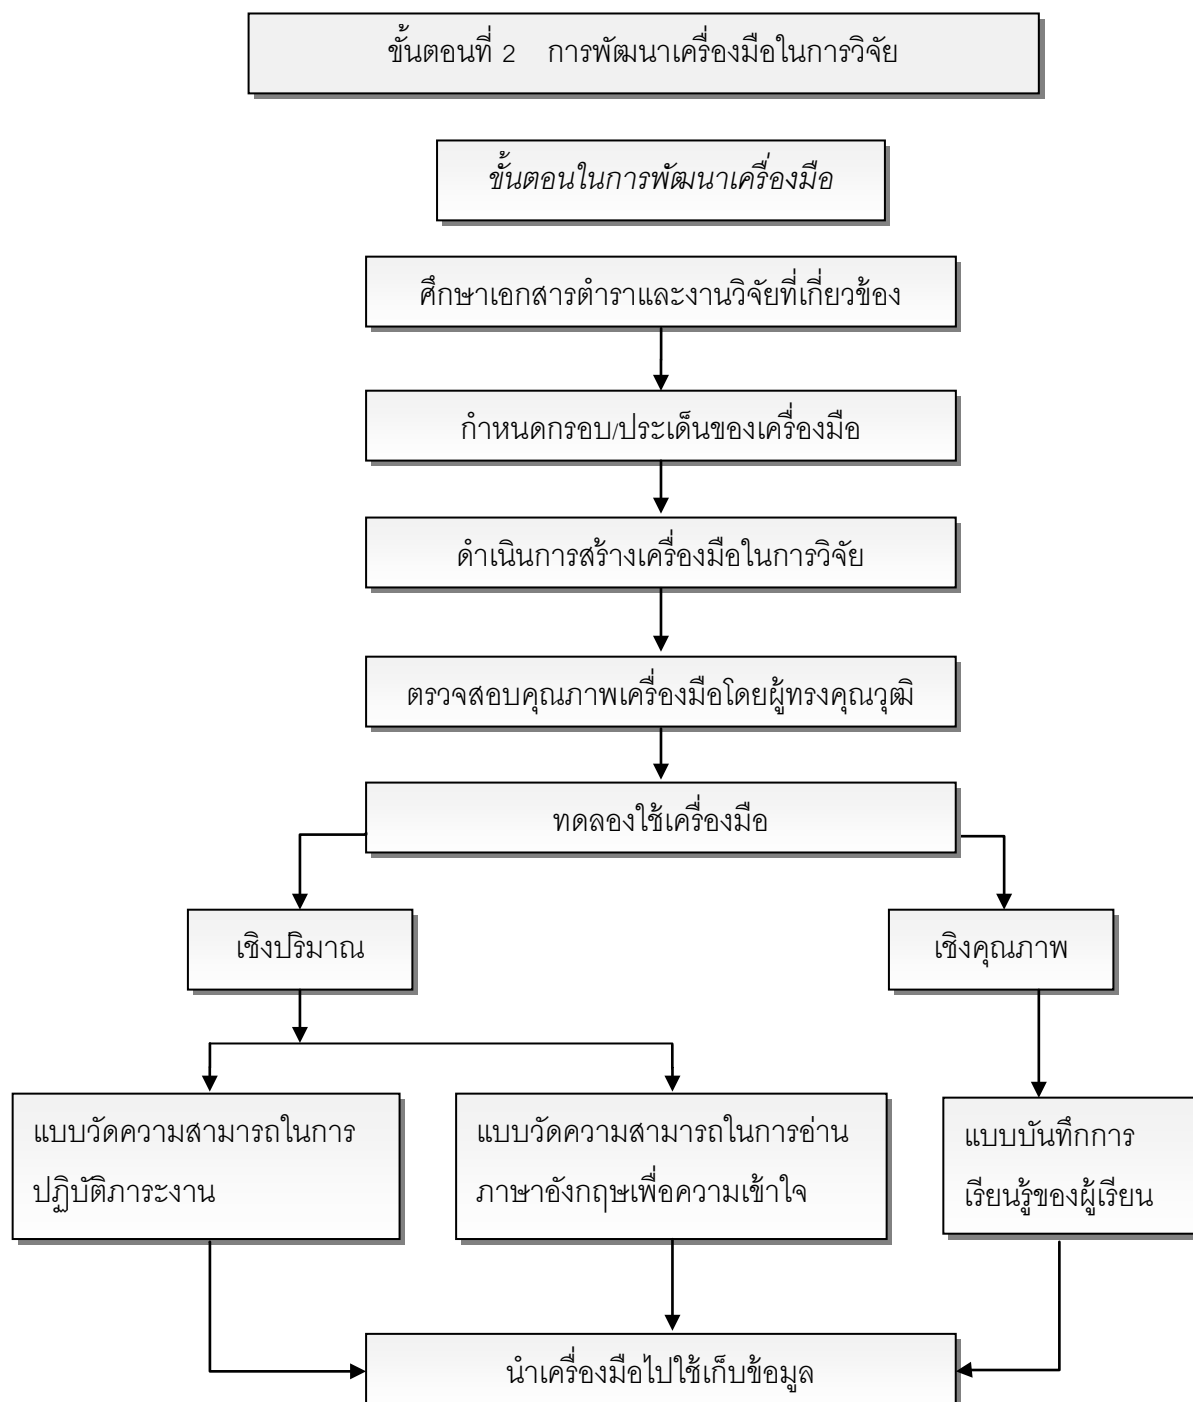 ขั้นตอนที่ 2 การพัฒนาเครื่องมือในการวิจัย
ขั้นตอนในการพัฒนาเครื่องมือ
ศึกษาเอกสารตำราและงานวิจัยที่เกี่ยวข้อง
กำหนดกรอบ/ประเด็นของเครื่องมือ
ดำเนินการสร้างเครื่องมือในการวิจัย
ตรวจสอบคุณภาพเครื่องมือโดยผู้ทรงคุณวุฒิ
ทดลองใช้เครื่องมือ
เชิงปริมาณ
เชิงคุณภาพ
แบบวัดความสามารถในการ
ปฏิบัติภาระงาน
แบบวัดความสามารถในการอ่าน
ภาษาอังกฤษเพื่อความเข้าใจ
แบบบันทึกการ
เรียนรู้ของผู้เรียน
นำเครื่องมือไปใช้เก็บข้อมูล